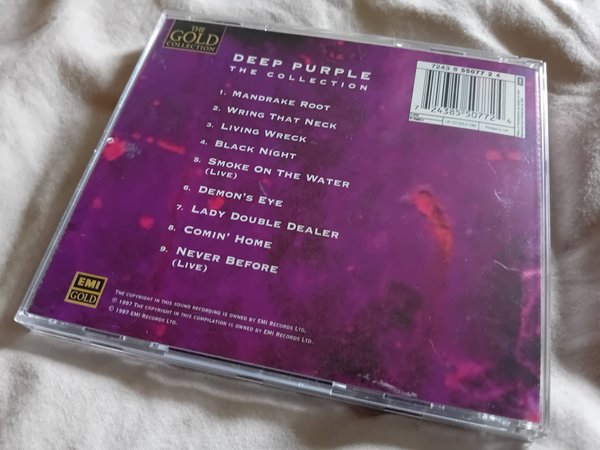 THE
GOLD
COLLECTION
DEEP PURPLE
THE COLLECTION
1. MANDRAKE ROOT
2. WRING THAT NECK
3. LIVING WRECK
4. BLACK NIGHT
5. SMOKE ON THE WATER
(LIVE)
6. DEMON'S EYE
7. LADY DOUBLE DEALER
8. COMIN' HOME
9. NEVER BEFORE
(LIVE)
7243 8 55077 2 4
7 24385 50772 4
EMI
GOLD
THE COPYRIGHT IN THIS SOUND RECORDING IS OWNED BY EMI RECORDS LTD.
℗ 1997 THE COPYRIGHT IN THIS COMPILATION IS OWNED BY EMI RECORDS LTD.
© 1997 EMI RECORDS LTD.